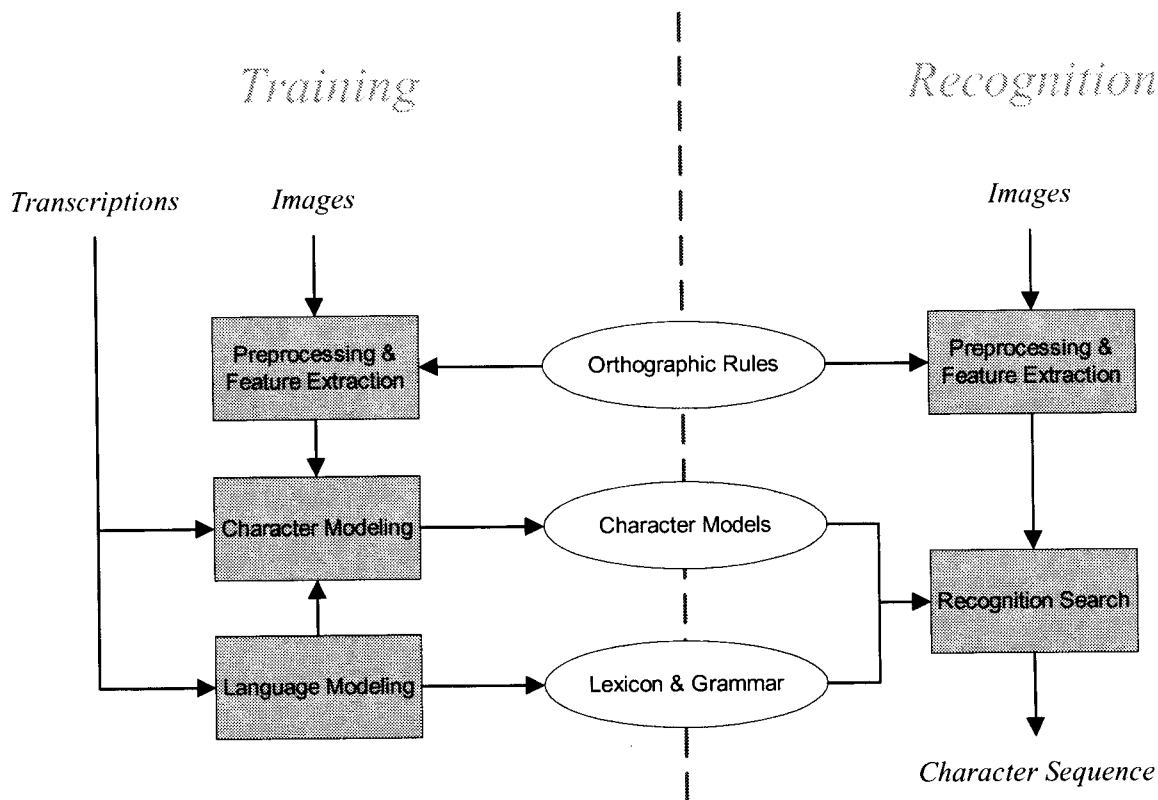 Training
Recognition
Transcriptions
Images
Images
Preprocessing &
Feature Extraction
Orthographic Rules
Preprocessing &
Feature Extraction
Character Modeling
Character Models
Recognition Search
Language Modeling
Lexicon & Grammar
Character Sequence